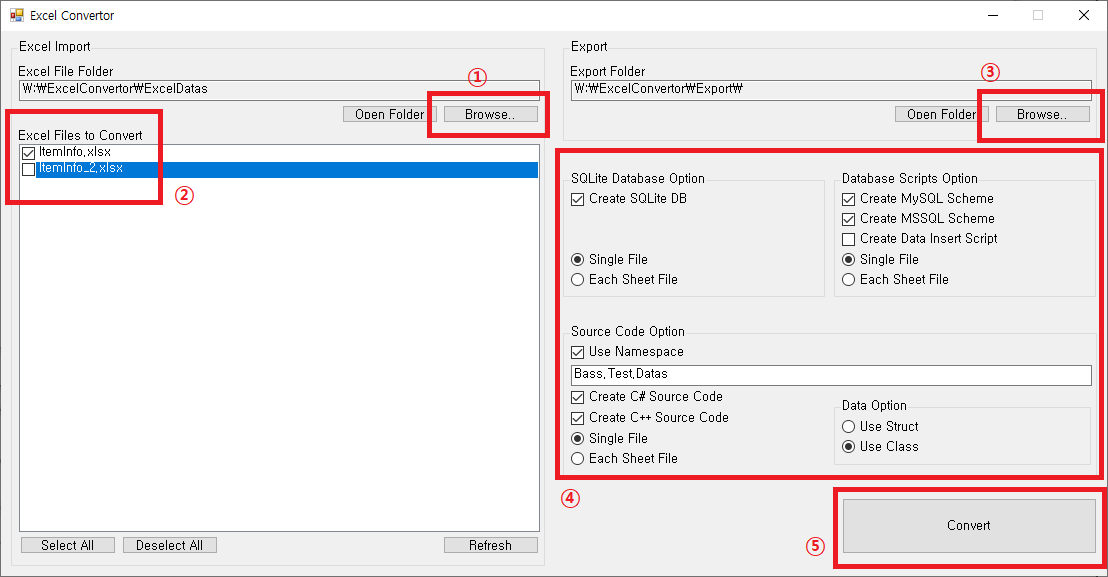 Excel Convertor
Excel Import
Excel File Folder
①
W:₩ExcelConvertor₩ExcelDatas
Open Folder
Browse..
Excel Files to Convert
ItemInfo.xlsx
ItemInfo_2.xlsx
②
Select All
Deselect All
Refresh
Export
Export Folder
③
W:₩ExcelConvertor₩Export₩
Open Folder
Browse..
SQLite Database Option
Create SQLite DB
Single File
Each Sheet File
Database Scripts Option
Create MySQL Scheme
Create MSSQL Scheme
Create Data Insert Script
Single File
Each Sheet File
Source Code Option
Use Namespace
Bass.Test.Datas
Create C# Source Code
Create C++ Source Code
Single File
Each Sheet File
Data Option
Use Struct
Use Class
④
⑤
Convert